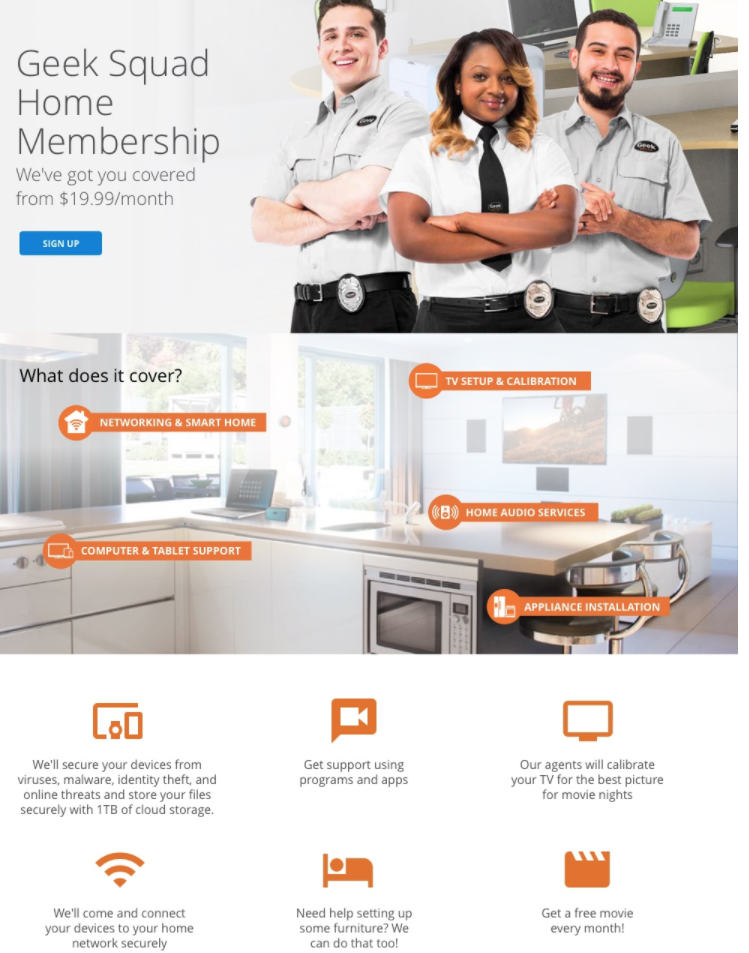 Geek Squad
Home
Membership
We've got you covered
from $19.99/month
SIGN UP
Geek
Geek
What does it cover?
TV SETUP & CALIBRATION
NETWORKING & SMART HOME
HOME AUDIO SERVICES
COMPUTER & TABLET SUPPORT
APPLIANCE INSTALLATION
We'll secure your devices from
viruses, malware, identity theft, and
online threats and store your files
securely with 1TB of cloud storage.
Get support using
programs and apps
Our agents will calibrate
your TV for the best picture
for movie nights
We'll come and connect
your devices to your home
network securely
Need help setting up
some furniture? We
can do that too!
Get a free movie
every month!